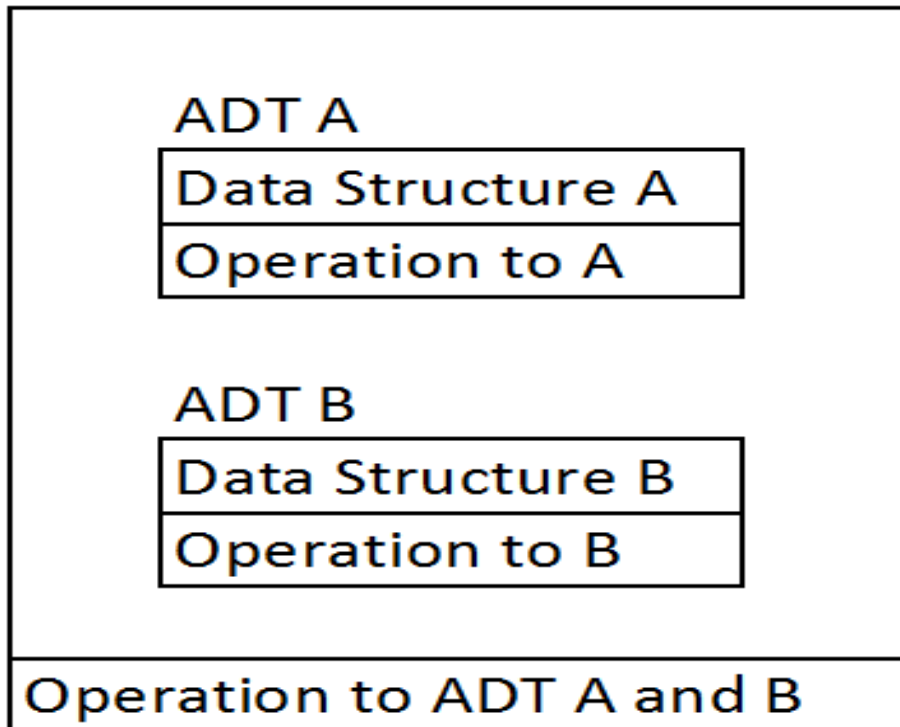 ADT A
Data Structure A
Operation to A
ADT B
Data Structure B
Operation to B
Operation to ADT A and B